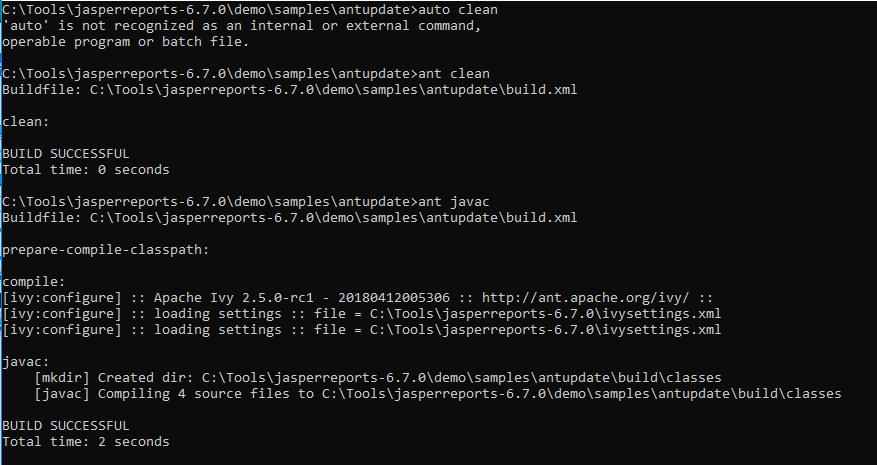 C:\Tools\jasperreports-6.7.0\demo\samples\antupdate>auto clean
'auto' is not recognized as an internal or external command,
operable program or batch file.
C:\Tools\jasperreports-6.7.0\demo\samples\antupdate>ant clean
Buildfile: C:\Tools\jasperreports-6.7.0\demo\samples\antupdate\build.xml
clean:
BUILD SUCCESSFUL
Total time: 0 seconds
C:\Tools\jasperreports-6.7.0\demo\samples\antupdate>ant javac
Buildfile: C:\Tools\jasperreports-6.7.0\demo\samples\antupdate\build.xml
prepare-compile-classpath:
compile:
[ivy:configure] :: Apache Ivy 2.5.0-rc1 - 20180412005306 :: http://ant.apache.org/ivy/ ::
[ivy:configure] :: loading settings :: file = C:\Tools\jasperreports-6.7.0\ivysettings.xml
[ivy:configure] :: loading settings :: file = C:\Tools\jasperreports-6.7.0\ivysettings.xml
javac:
[mkdir] Created dir: C:\Tools\jasperreports-6.7.0\demo\samples\antupdate\build\classes
[javac] Compiling 4 source files to C:\Tools\jasperreports-6.7.0\demo\samples\antupdate\build\classes
BUILD SUCCESSFUL
Total time: 2 seconds